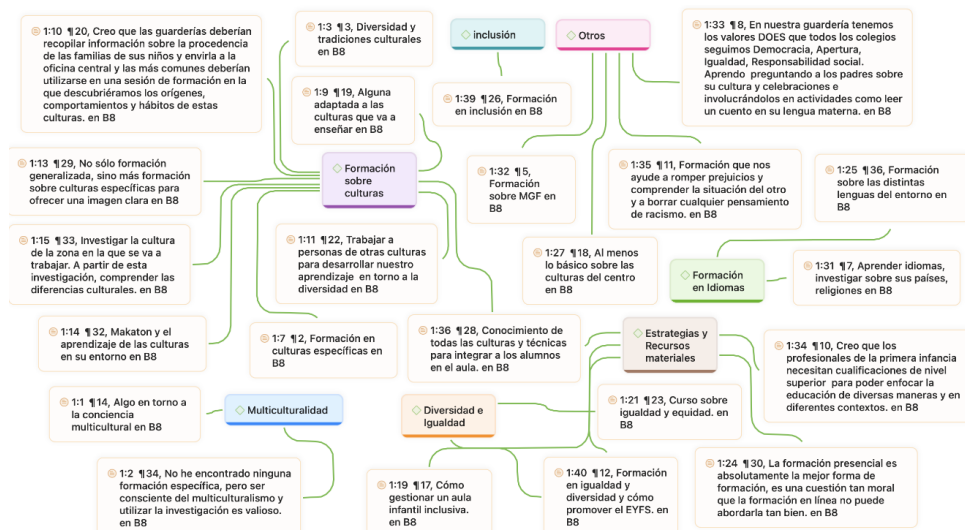 1:10 ¶20, Creo que las guarderías deberían
recopilar información sobre la procedencia
de las familias de sus niños y envirla a la
oficina central y las más comunes deberían
utilizarse en una sesión de formación en la
que descubriéramos los orígenes,
comportamientos y hábitos de estas
culturas. en B8
1:3 ¶3, Diversidad y
tradiciones culturales
en B8
inclusión
Otros
1:33 ¶8, En nuestra guardería tenemos
los valores DOES que todos los colegios
seguimos Democracia, Apertura,
Igualdad, Responsabilidad social.
Aprendo preguntando a los padres sobre
su cultura y celebraciones e
involucrándolos en actividades como leer
un cuento en su lengua materna. en B8
1:9 ¶19, Alguna
adaptada a las
culturas que va a
enseñar en B8
1:39 ¶26, Formación
en inclusión en B8
1:13 ¶29, No sólo formación
generalizada, sino más formación
sobre culturas específicas para
ofrecer una imagen clara en B8
Formación
sobre
culturas
1:32 ¶5,
Formación
sobre MGF en
B8
1:35 ¶11, Formación que nos
ayude a romper prejuicios y
comprender la situación del otro
y a borrar cualquier pensamiento
de racismo. en B8
1:25 ¶36, Formación
sobre las distintas
lenguas del entorno en
B8
1:15 ¶33, Investigar la cultura
de la zona en la que se va a
trabajar. A partir de esta
investigación, comprender las
diferencias culturales. en B8
1:11 ¶22, Trabajar a
personas de otras culturas
para desarrollar nuestro
aprendizaje en torno a la
diversidad en B8
1:27 ¶18, Al menos
lo básico sobre las
culturas del centro
en B8
Formación
en Idiomas
1:31 ¶7, Aprender idiomas,
investigar sobre sus países,
religiones en B8
1:14 ¶32, Makaton y el
aprendizaje de las culturas
en su entorno en B8
1:7 ¶2, Formación en
culturas específicas en
B8
1:36 ¶28, Conocimiento de
todas las culturas y técnicas
para integrar a los alumnos
en el aula. en B8
Estrategias y
Recursos
materiales
1:34 ¶10, Creo que los
profesionales de la primera infancia
necesitan cualificaciones de nivel
superior para poder enfocar la
educación de diversas maneras y en
diferentes contextos. en B8
1:1 ¶14, Algo en torno a
la conciencia
multicultural en B8
Multiculturalidad
Diversidad e
Igualdad
1:21 ¶23, Curso sobre
igualdad y equidad. en
B8
1:2 ¶34, No he encontrado ninguna
formación específica, pero ser
consciente del multiculturalismo y
utilizar la investigación es valioso.
en B8
1:19 ¶17, Cómo
gestionar un aula
infantil inclusiva.
en B8
1:40 ¶12, Formación
en igualdad y
diversidad y cómo
promover el EYFS. en
B8
1:24 ¶30, La formación presencial es
absolutamente la mejor forma de
formación, es una cuestión tan moral
que la formación en línea no puede
abordarla tan bien. en B8